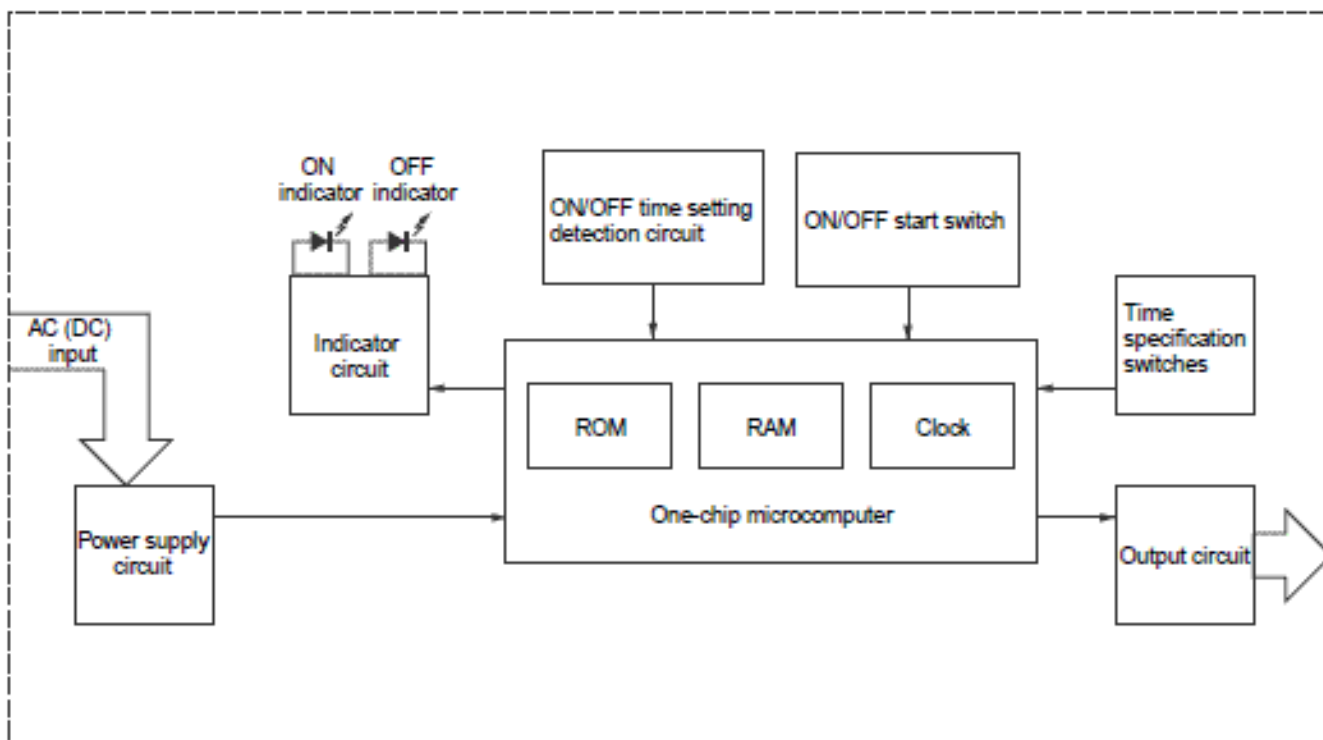 ON
indicator
OFF
indicator
ON/OFF time setting
detection circuit
ON/OFF start switch
AC (DC)
input
Indicator
circuit
Time
specification
switches
ROM
RAM
Clock
One-chip microcomputer
Power supply
circuit
Output circuit